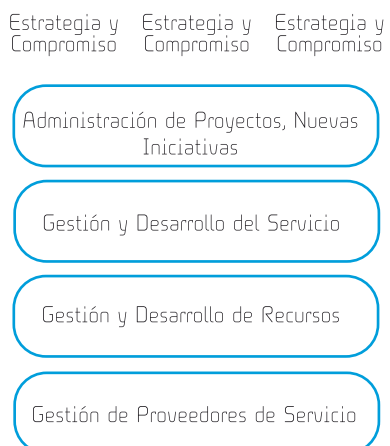 Estrategia y Estrategia y Estrategia y
Compromiso Compromiso Compromiso
Administración de Proyectos, Nuevas
Iniciativas
Gestión y Desarrollo del Servicio
Gestión y Desarrollo de Recursos
Gestión de Proveedores de Servicio